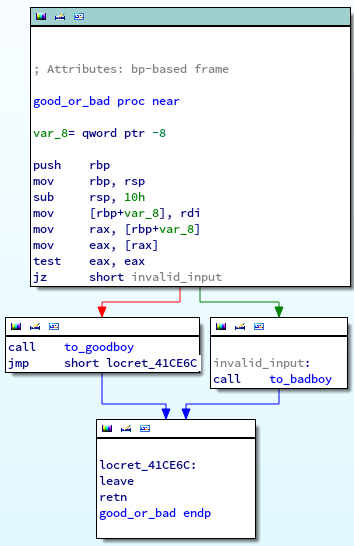 ; Attributes: bp-based frame
good_or_bad proc near
var_8= qword ptr -8
push rbp
mov rbp, rsp
sub rsp, 10h
mov [rbp+var_8], rdi
mov rax, [rbp+var_8]
mov eax, [rax]
test eax, eax
jz short invalid_input
call to_goodboy
jmp short locret_41CE6C
invalid_input:
call to_badboy
locret_41CE6C:
leave
retn
good_or_bad endp